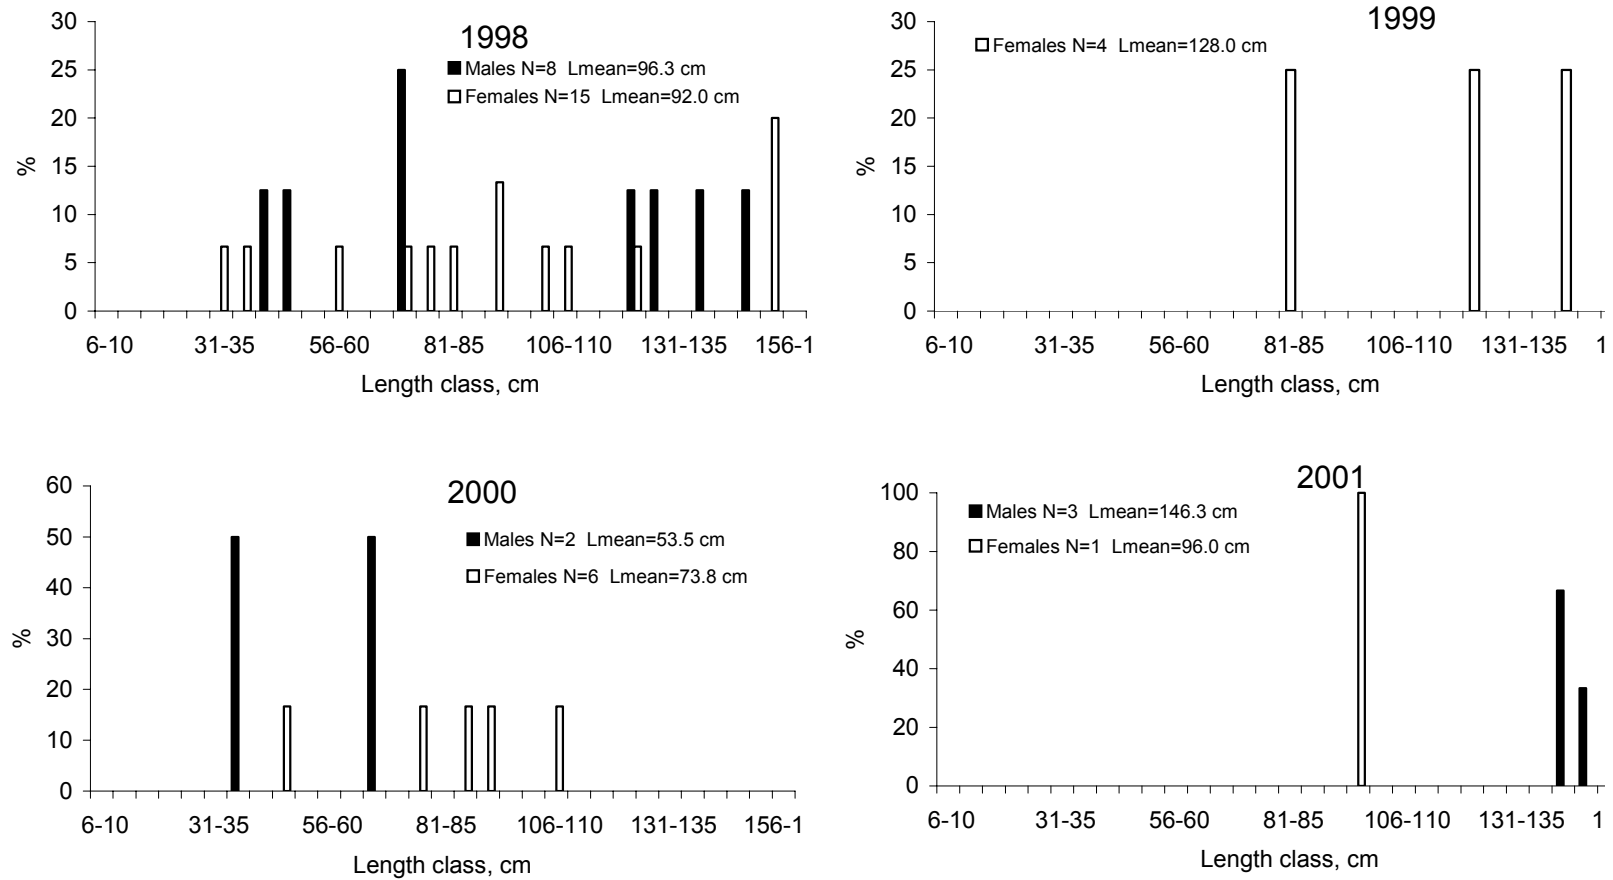 1998
Males N=8 Lmean=96.3 cm
Females N=15 Lmean=92.0 cm
30
25
20
15
10
5
0
%
6-10 31-35 56-60 81-85 106-110 131-135 156-1
Length class, cm
1999
Females N=4 Lmean=128.0 cm
30
25
20
15
10
5
0
%
6-10 31-35 56-60 81-85 106-110 131-135 1
Length class, cm
2000
Males N=2 Lmean=53.5 cm
Females N=6 Lmean=73.8 cm
60
50
40
30
20
10
0
%
6-10 31-35 56-60 81-85 106-110 131-135 156-1
Length class, cm
2001
Males N=3 Lmean=146.3 cm
Females N=1 Lmean=96.0 cm
100
80
60
40
20
0
%
6-10 31-35 56-60 81-85 106-110 131-135 1
Length class, cm